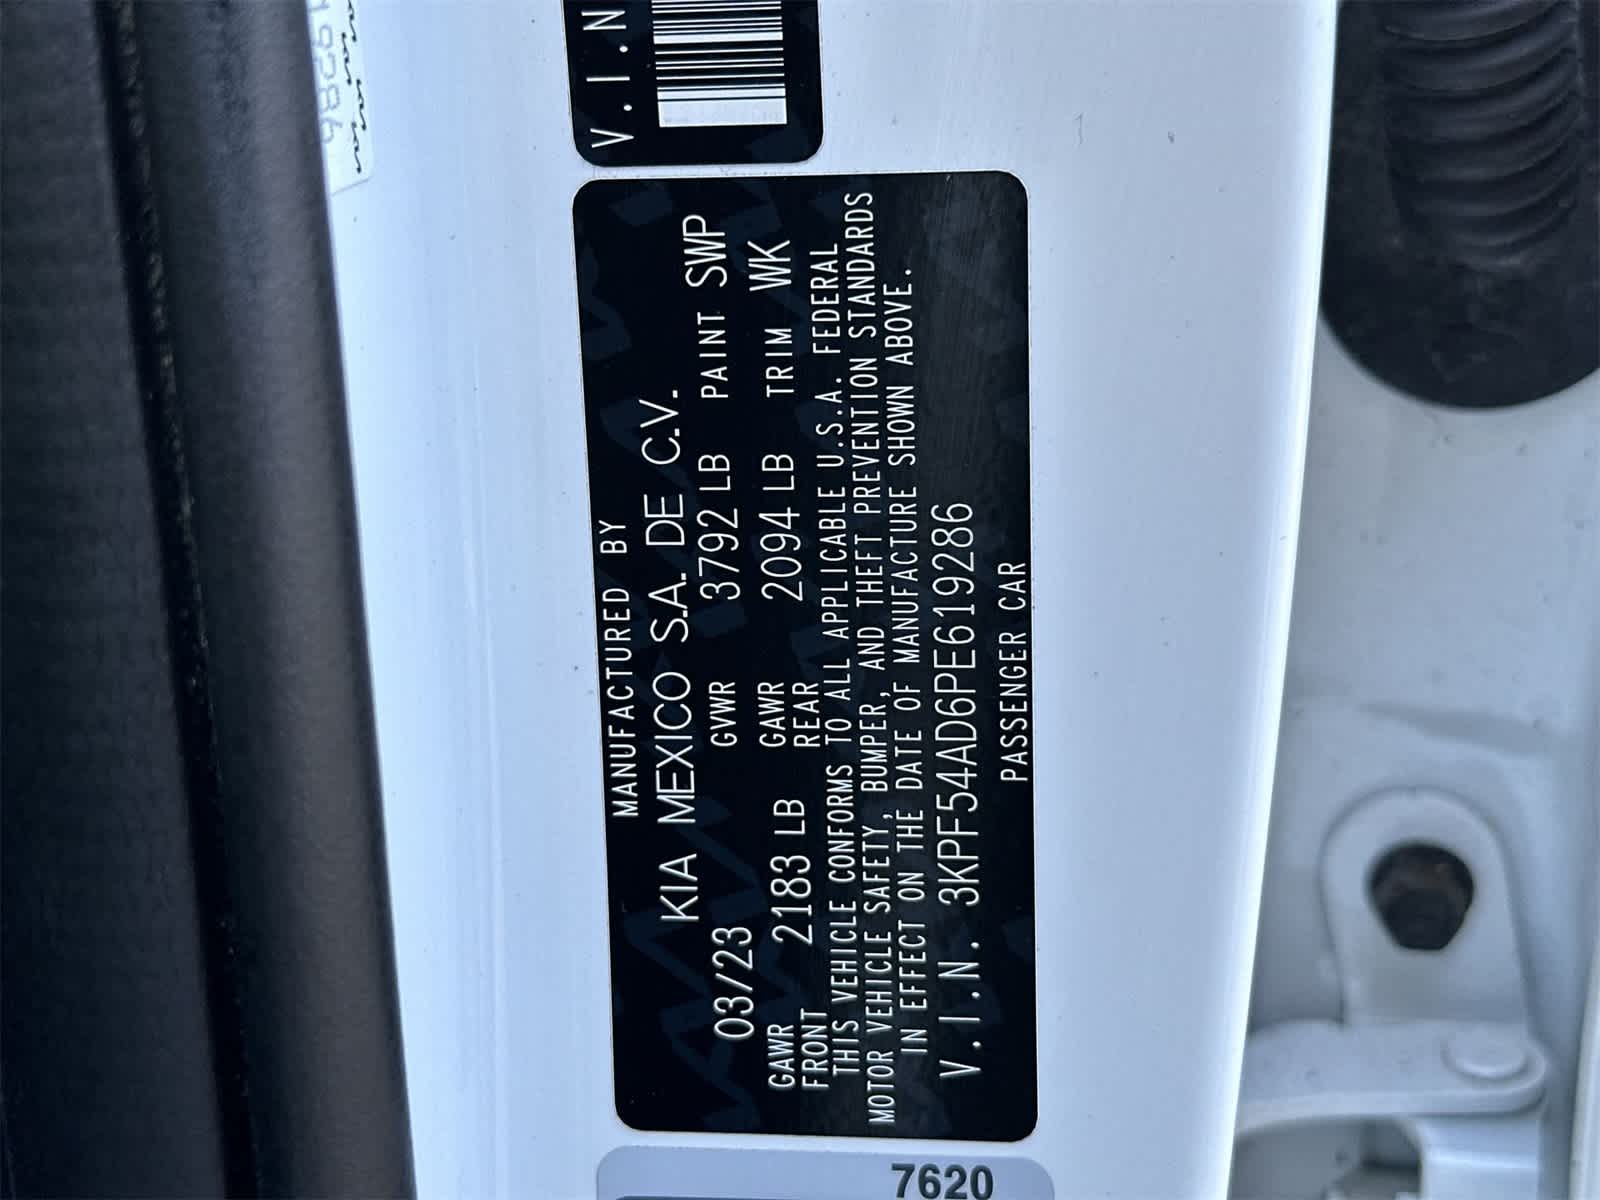 MANUFACTURED BY
KIA MEXICO S.A. DE C.V.
03/23 GVWR 3792 LB PAINT SWP
GAWR FRONT 2183 LB GAWR REAR 2094 LB TRIM WK
THIS VEHICLE CONFORMS TO ALL APPLICABLE U.S.A. FEDERAL
MOTOR VEHICLE SAFETY, BUMPER, AND THEFT PREVENTION STANDARDS
IN EFFECT ON THE DATE OF MANUFACTURE SHOWN ABOVE.
V.I.N. 3KPF54AD6PE619286
PASSENGER CAR
V.I.N
7620